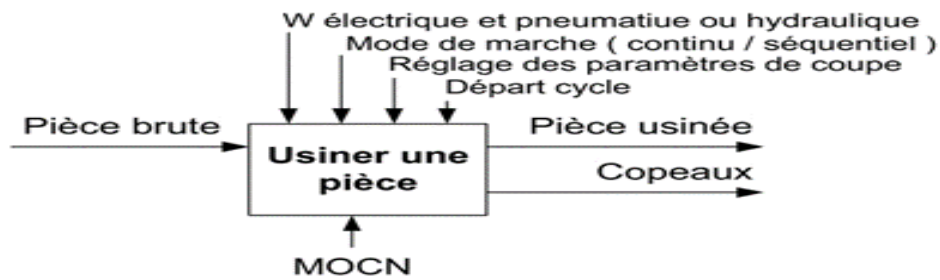 W électrique et pneumatiue ou hydraulique
Mode de marche ( continu / séquentiel )
Réglage des paramètres de coupe
Départ cycle
Pièce brute
Usiner une
pièce
Pièce usinée
Copeaux
MOCN